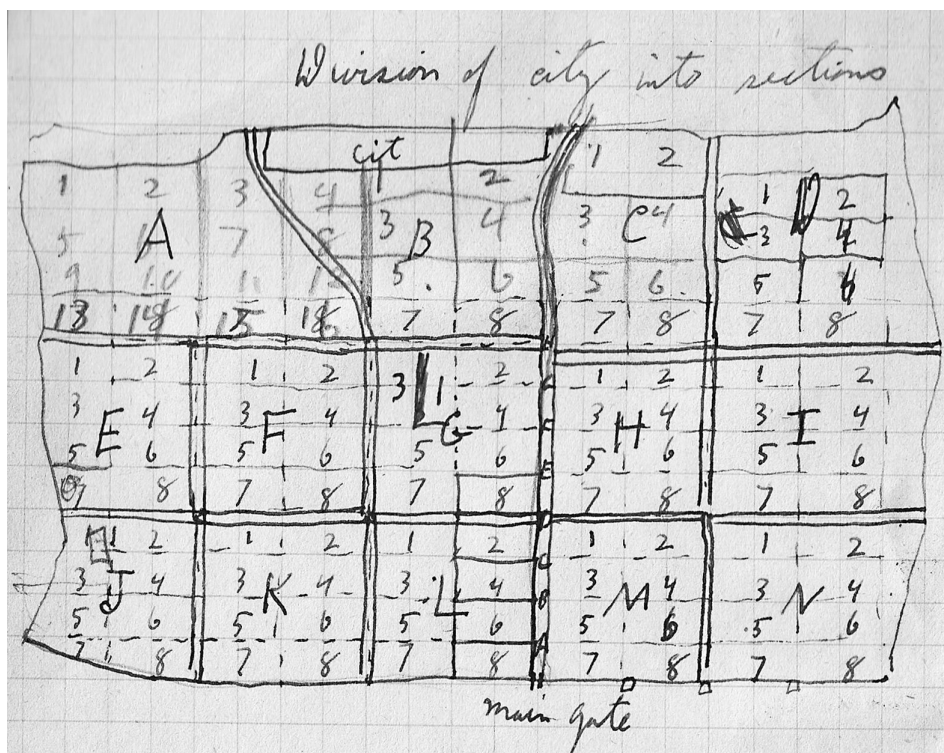 Division of city into sections
cit
1 2 3 4 1 2 1 2 1 2
A B C D
5 7 8 3 4 3 4 3 4
9 10 11 12 5 6 5 6 5 6
13 14 15 16 7 8 7 8 7 8
1 2 1 2 3 1 2 1 2 1 2
3 4 3 4 4 3 4 3 4
E F G H I
5 6 5 6 5 6 5 6 5 6
7 8 7 8 7 8 7 8 7 8
1 2 1 2 1 2 1 2 1 2
3 4 3 4 3 4 3 4 3 4
J K L M N
5 6 5 6 5 6 5 6 5 6
7 8 7 8 7 8 7 8 7 8
E
D
C
B
A
main gate